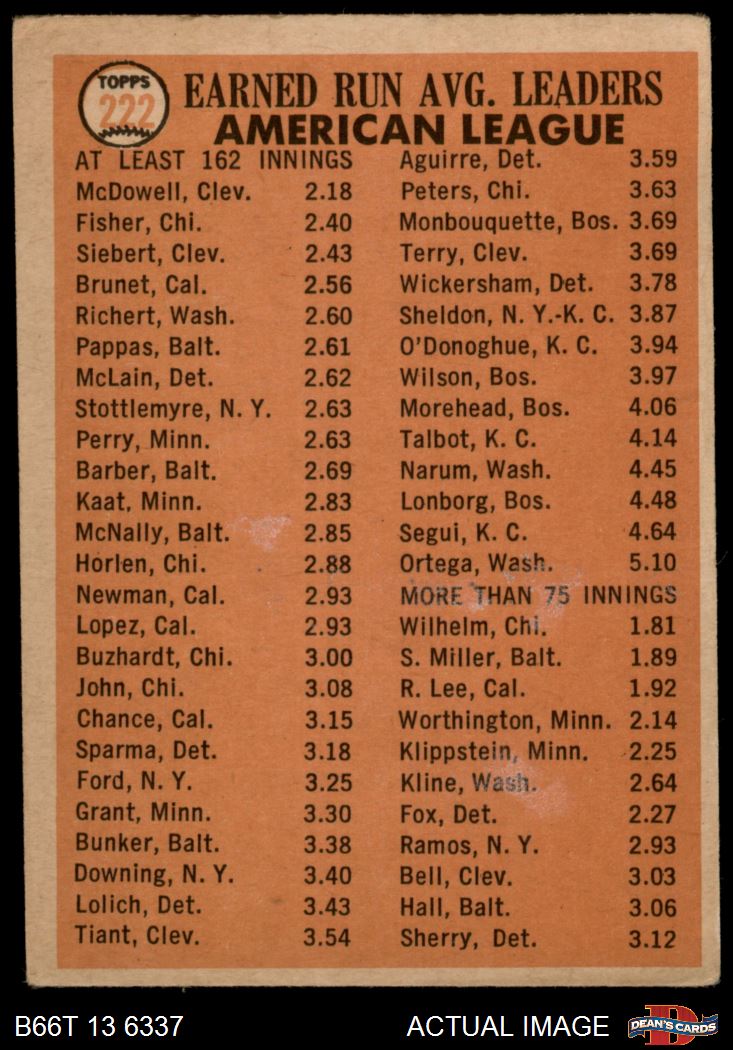 TOPPS
222
EARNED RUN AVG. LEADERS
AMERICAN LEAGUE
AT LEAST 162 INNINGS
McDowell, Clev. 2.18
Fisher, Chi. 2.40
Siebert, Clev. 2.43
Brunet, Cal. 2.56
Richert, Wash. 2.60
Pappas, Balt. 2.61
McLain, Det. 2.62
Stottlemyre, N. Y. 2.63
Perry, Minn. 2.63
Barber, Balt. 2.69
Kaat, Minn. 2.83
McNally, Balt. 2.85
Horlen, Chi. 2.88
Newman, Cal. 2.93
Lopez, Cal. 2.93
Buzhardt, Chi. 3.00
John, Chi. 3.08
Chance, Cal. 3.15
Sparma, Det. 3.18
Ford, N. Y. 3.25
Grant, Minn. 3.30
Bunker, Balt. 3.38
Downing, N. Y. 3.40
Lolich, Det. 3.43
Tiant, Clev. 3.54
Aguirre, Det. 3.59
Peters, Chi. 3.63
Monbouquette, Bos. 3.69
Terry, Clev. 3.69
Wickersham, Det. 3.78
Sheldon, N. Y.-K. C. 3.87
O'Donoghue, K. C. 3.94
Wilson, Bos. 3.97
Morehead, Bos. 4.06
Talbot, K. C. 4.14
Narum, Wash. 4.45
Lonborg, Bos. 4.48
Segui, K. C. 4.64
Ortega, Wash. 5.10
MORE THAN 75 INNINGS
Wilhelm, Chi. 1.81
S. Miller, Balt. 1.89
R. Lee, Cal. 1.92
Worthington, Minn. 2.14
Klippstein, Minn. 2.25
Kline, Wash. 2.64
Fox, Det. 2.27
Ramos, N. Y. 2.93
Bell, Clev. 3.03
Hall, Balt. 3.06
Sherry, Det. 3.12
B66T 13 6337
ACTUAL IMAGE
D
DEAN'S CARDS